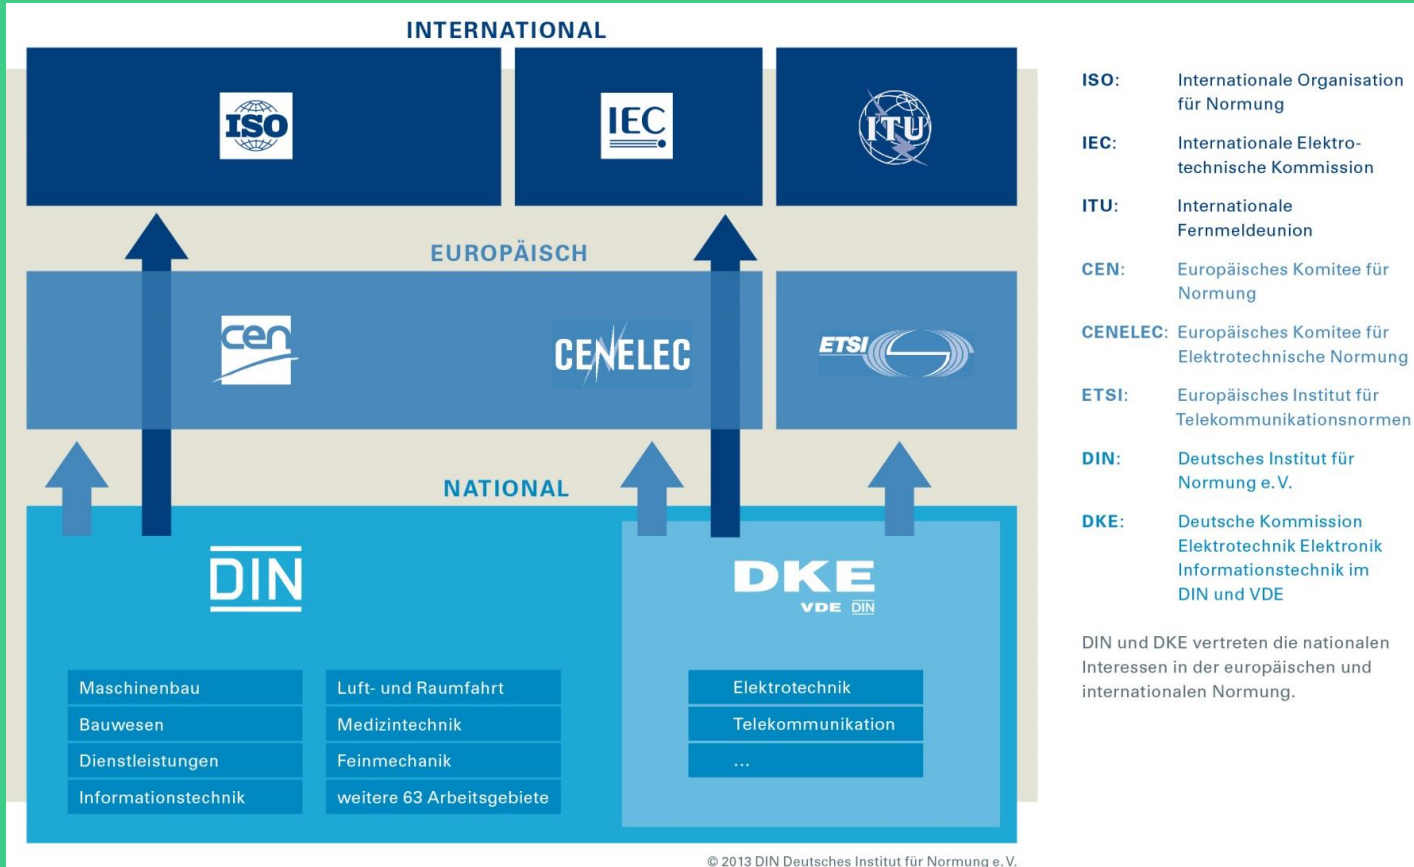 INTERNATIONAL
ISO
IEC
ITU
EUROPÄISCH
cen
CENELEC
ETSI
NATIONAL
DIN
DKE
VDE DIN
Maschinenbau
Bauwesen
Dienstleistungen
Informationstechnik
Luft- und Raumfahrt
Medizintechnik
Feinmechanik
weitere 63 Arbeitsgebiete
Elektrotechnik
Telekommunikation
...
ISO: Internationale Organisation
für Normung
IEC: Internationale Elektro-
technische Kommission
ITU: Internationale
Fernmeldeunion
CEN: Europäisches Komitee für
Normung
CENELEC: Europäisches Komitee für
Elektrotechnische Normung
ETSI: Europäisches Institut für
Telekommunikationsnormen
DIN: Deutsches Institut für
Normung e. V.
DKE: Deutsche Kommission
Elektrotechnik Elektronik
Informationstechnik im
DIN und VDE
DIN und DKE vertreten die nationalen
Interessen in der europäischen und
internationalen Normung.
© 2013 DIN Deutsches Institut für Normung e. V.